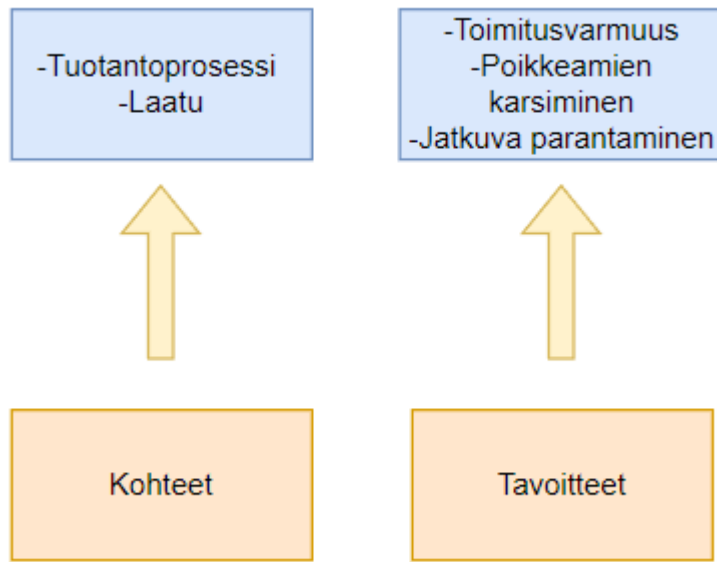 -Tuotantoprosessi
-Laatu
-Toimitusvarmuus
-Poikkeamien
karsiminen
-Jatkuva parantaminen
Kohteet
Tavoitteet